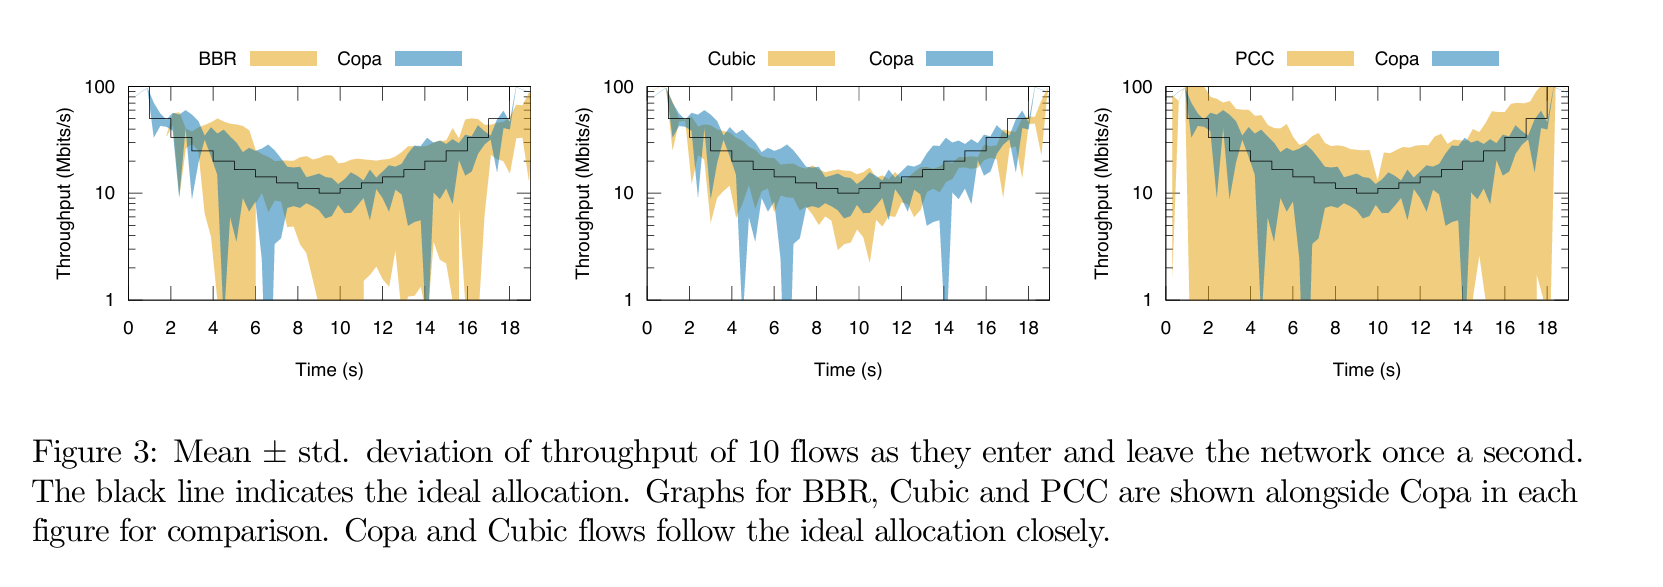 BBR Copa
Throughput (Mbits/s)
100
10
1
0 2 4 6 8 10 12 14 16 18
Time (s)
Cubic Copa
Throughput (Mbits/s)
100
10
1
0 2 4 6 8 10 12 14 16 18
Time (s)
PCC Copa
Throughput (Mbits/s)
100
10
1
0 2 4 6 8 10 12 14 16 18
Time (s)
Figure 3: Mean ± std. deviation of throughput of 10 flows as they enter and leave the network once a second.
The black line indicates the ideal allocation. Graphs for BBR, Cubic and PCC are shown alongside Copa in each
figure for comparison. Copa and Cubic flows follow the ideal allocation closely.